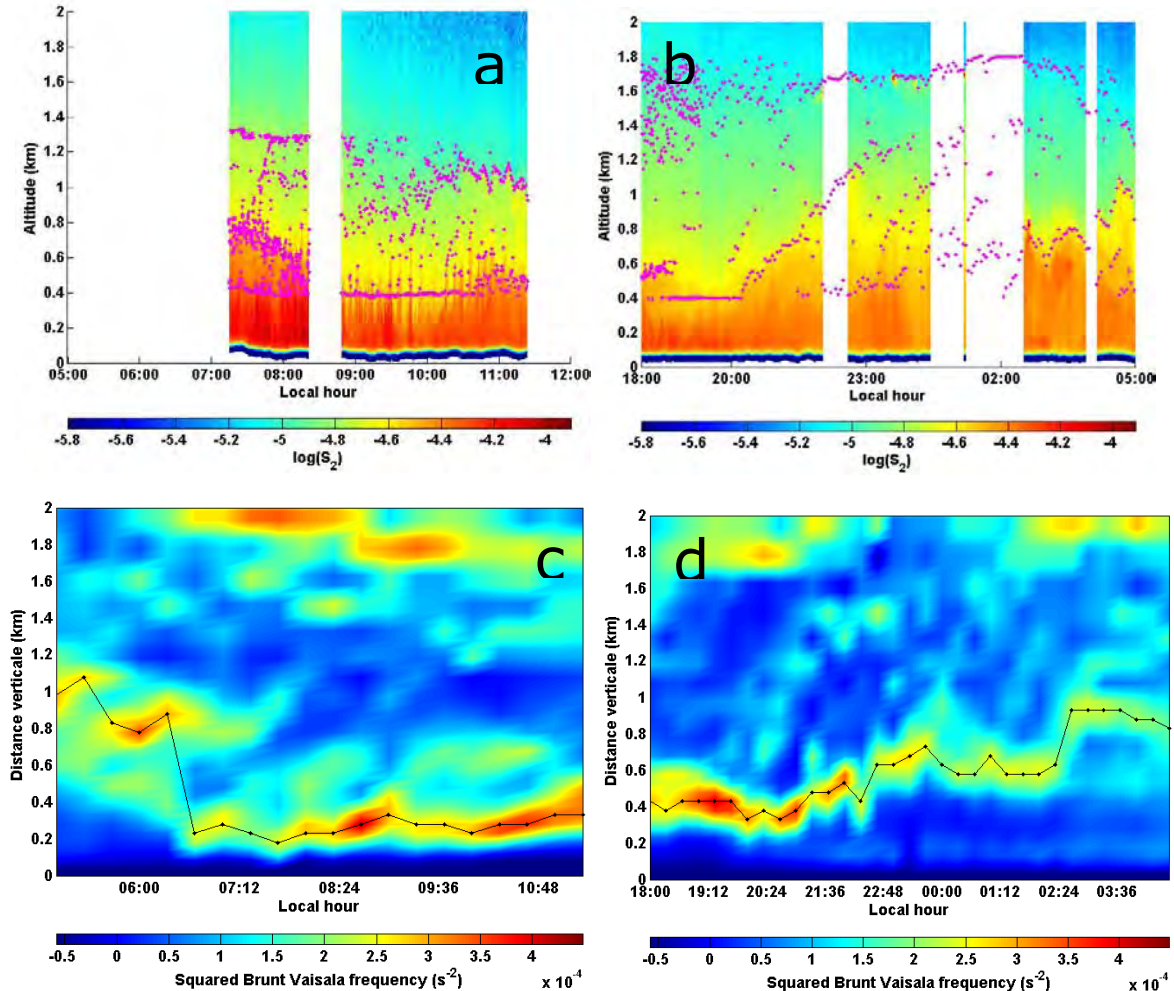 a
2
1.8
1.6
1.4
1.2
1
0.8
0.6
0.4
0.2
0
Altitude (km)
05:00 06:00 07:00 08:00 09:00 10:00 11:00 12:00
Local hour
-5.8 -5.6 -5.4 -5.2 -5 -4.8 -4.6 -4.4 -4.2 -4
log(S2)
b
2
1.8
1.6
1.4
1.2
1
0.8
0.6
0.4
0.2
0
Altitude (km)
18:00 20:00 23:00 02:00 05:00
Local hour
-5.8 -5.6 -5.4 -5.2 -5 -4.8 -4.6 -4.4 -4.2 -4
log(S2)
c
2
1.8
1.6
1.4
1.2
1
0.8
0.6
0.4
0.2
0
Distance verticale (km)
06:00 07:12 08:24 09:36 10:48
Local hour
-0.5 0 0.5 1 1.5 2 2.5 3 3.5 4
Squared Brunt Vaisala frequency (s-2) x 10-4
d
2
1.8
1.6
1.4
1.2
1
0.8
0.6
0.4
0.2
0
Distance verticale (km)
18:00 19:12 20:24 21:36 22:48 00:00 01:12 02:24 03:36
Local hour
-0.5 0 0.5 1 1.5 2 2.5 3 3.5 4
Squared Brunt Vaisala frequency (s-2) x 10-4